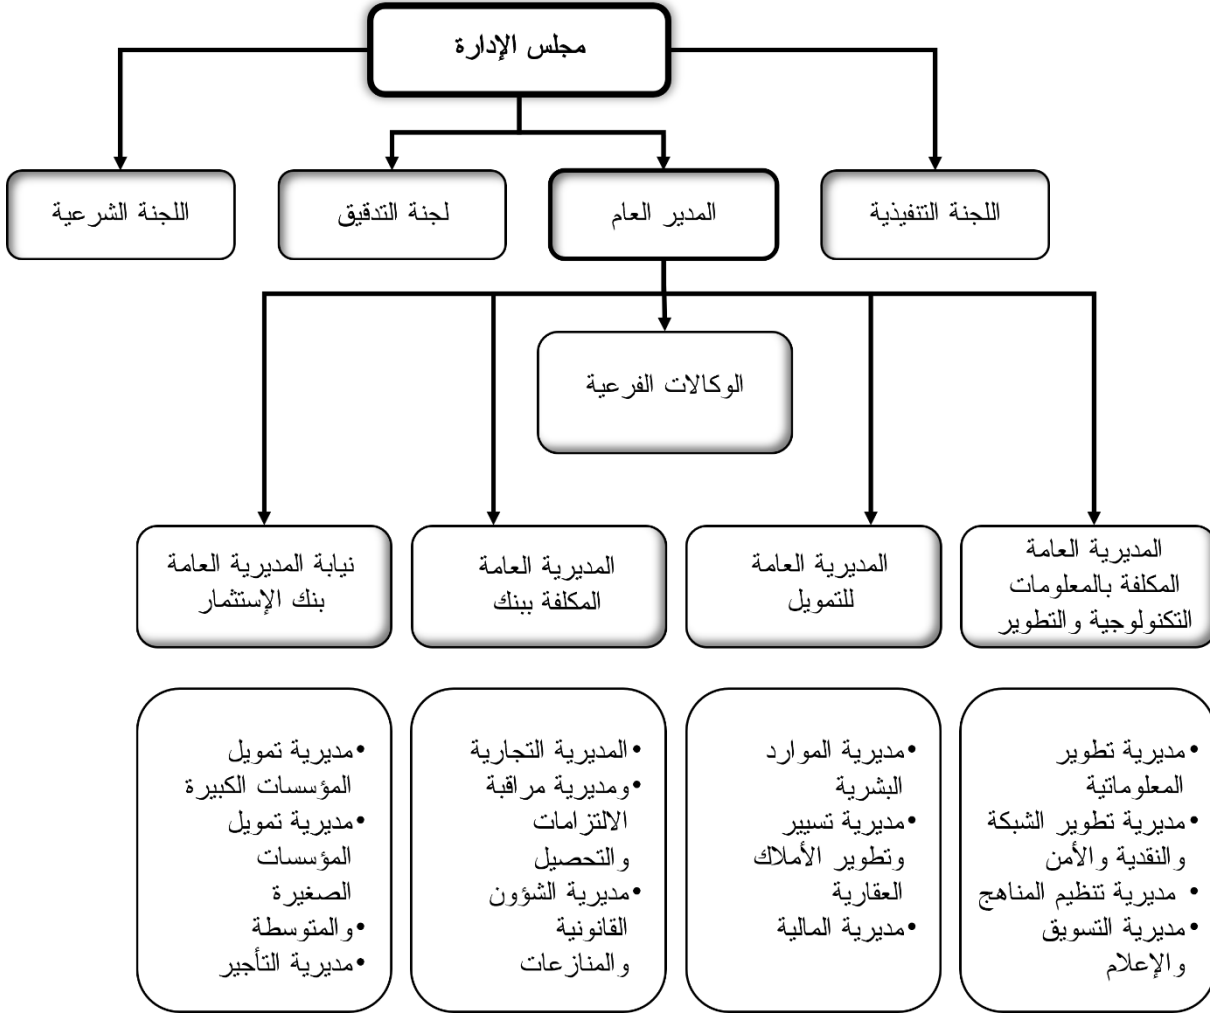 مجلس الإدارة
اللجنة التنفيذية
المدير العام
لجنة التدقيق
اللجنة الشرعية
الوكالات الفرعية
المديرية العامة
المكلفة بالمعلومات
التكنولوجية والتطوير
المديرية العامة
للتمويل
المديرية العامة
المكلفة ببنك
نيابة المديرية العامة
بنك الإستثمار
•مديرية تطوير
المعلوماتية
•مديرية تطوير الشبكة
والنقدية والأمن
• مديرية تنظيم المناهج
•مديرية التسويق
والإعلام
•مديرية الموارد
البشرية
•مديرية تسيير
وتطوير الأملاك
العقارية
•مديرية المالية
•المديرية التجارية
•ومديرية مراقبة
الالتزامات
والتحصيل
•مديرية الشؤون
القانونية
والمنازعات
•مديرية تمويل
المؤسسات الكبيرة
•مديرية تمويل
المؤسسات
الصغيرة
•والمتوسطة
•مديرية التأجير